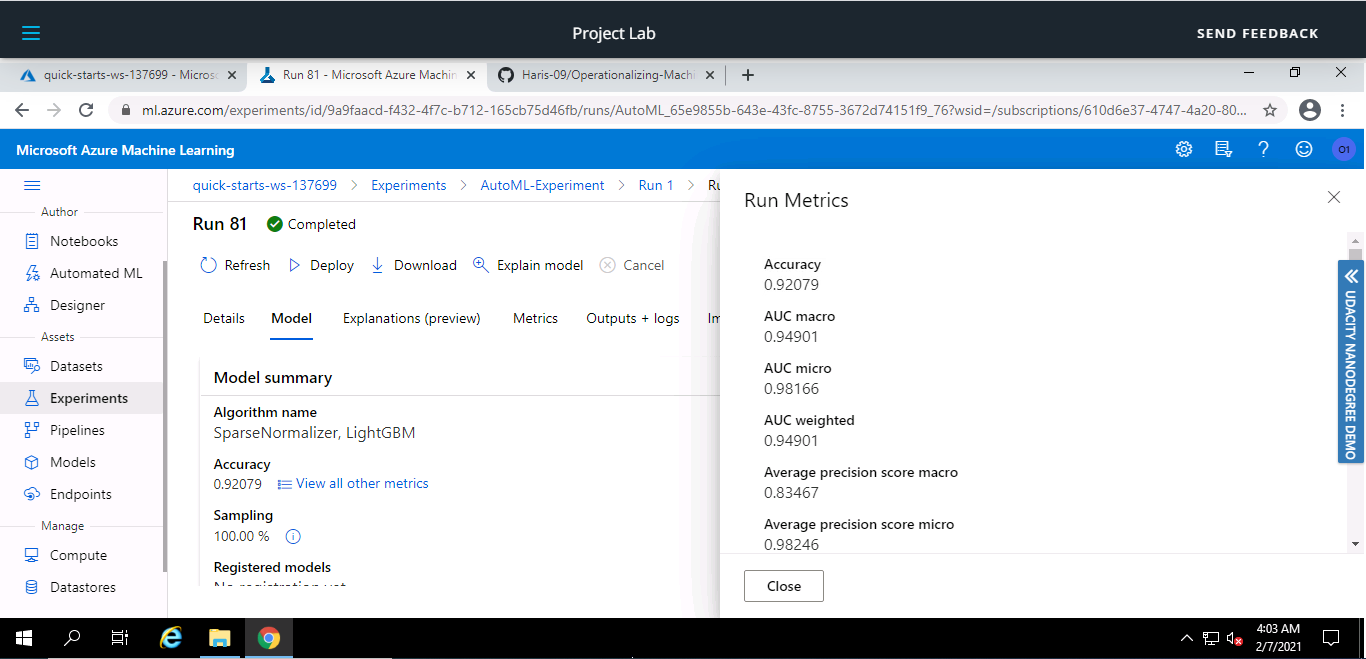 Project Lab
SEND FEEDBACK
quick-starts-ws-137699 - Micros
Run 81 - Microsoft Azure Machin
Haris-09/Operationalizing-Machi
ml.azure.com/experiments/id/9a9faacd-f432-4f7c-b712-165cb75d46fb/runs/AutoML_65e9855b-643e-43fc-8755-3672d74151f9_76?wsid=/subscriptions/610d6e37-4747-4a20-80...
Microsoft Azure Machine Learning
O1
quick-starts-ws-137699 > Experiments > AutoML-Experiment > Run 1 > Ru
Run 81 Completed
Refresh Deploy Download Explain model Cancel
Details Model Explanations (preview) Metrics Outputs + logs Im
Model summary
Algorithm name
SparseNormalizer, LightGBM
Accuracy
0.92079 View all other metrics
Sampling
100.00 %
Registered models
No registration yet
Author
Notebooks
Automated ML
Designer
Assets
Datasets
Experiments
Pipelines
Models
Endpoints
Manage
Compute
Datastores
Run Metrics
Accuracy
0.92079
AUC macro
0.94901
AUC micro
0.98166
AUC weighted
0.94901
Average precision score macro
0.83467
Average precision score micro
0.98246
Close
UDACITY NANODEGREE DEMO
4:03 AM
2/7/2021